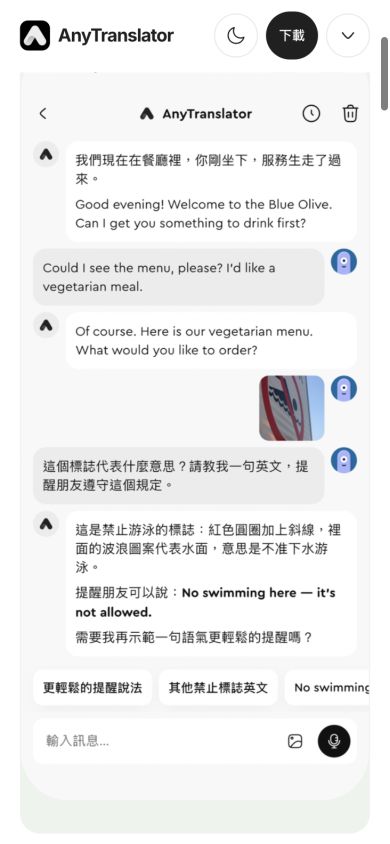 AnyTranslator
下載
AnyTranslator
我們現在在餐廳裡，你剛坐下，服務生走了過
來。
Good evening! Welcome to the Blue Olive.
Can I get you something to drink first?
Could I see the menu, please? I'd like a
vegetarian meal.
Of course. Here is our vegetarian menu.
What would you like to order?
這個標誌代表什麼意思？請教我一句英文，提
醒朋友遵守這個規定。
這是禁止游泳的標誌：紅色圓圈加上斜線，裡
面的波浪圖案代表水面，意思是不准下水游
泳。
提醒朋友可以說：No swimming here — it's
not allowed.
需要我再示範一句語氣更輕鬆的提醒嗎？
更輕鬆的提醒說法
其他禁止標誌英文
No swimming
輸入訊息...